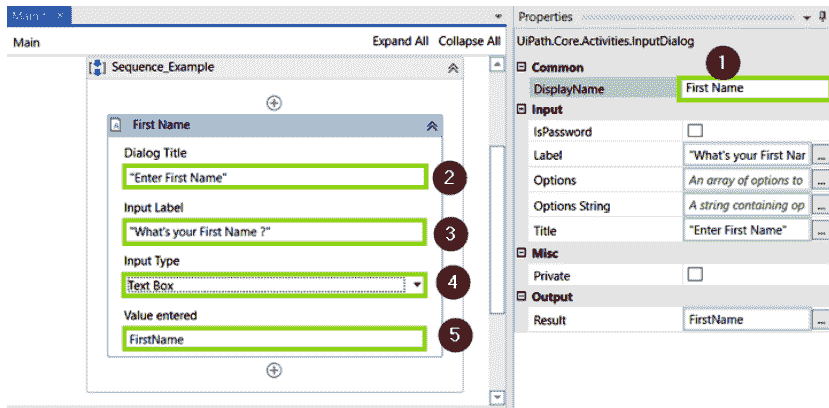 Main
Properties
Main
Expand All Collapse All
UiPath.Core.Activities.InputDialog
Sequence_Example
Common
1
DisplayName
First Name
Input
First Name
IsPassword
Dialog Title
Label
"What's your First Nar
...
"Enter First Name"
2
Options
An array of options to
...
Input Label
Options String
A string containing op
...
"What's your First Name ?"
3
Title
"Enter First Name"
...
Input Type
Misc
Text Box
4
Private
Value entered
Output
FirstName
5
Result
FirstName
...